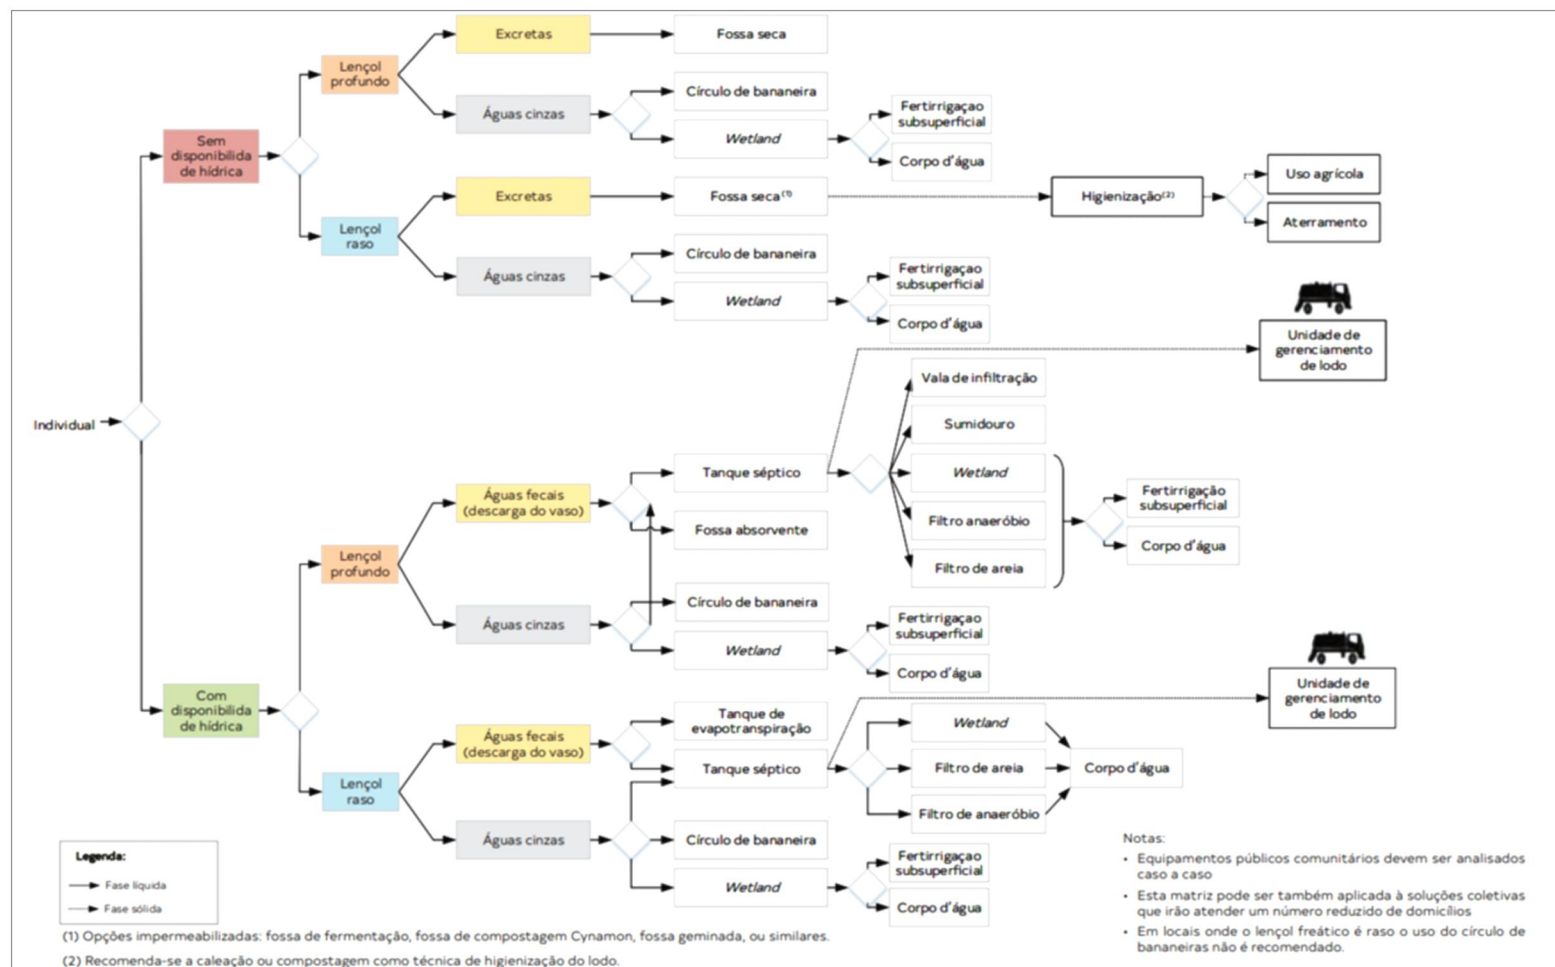 Excretas
Fossa seca
Lençol
profundo
Águas cinzas
Círculo de bananeira
Wetland
Fertirrigaçao
subsuperficial
Corpo d'água
Sem
disponibilida
de hídrica
Excretas
Fossa seca(1)
Higienização(2)
Uso agrícola
Aterramento
Lençol
raso
Águas cinzas
Círculo de bananeira
Wetland
Fertirrigaçao
subsuperficial
Corpo d'água
Unidade de
gerenciamento
de lodo
Individual
Vala de infiltração
Sumidouro
Wetland
Filtro anaeróbio
Filtro de areia
Tanque séptico
Águas fecais
(descarga do vaso)
Fossa absorvente
Fertirrigação
subsuperficial
Corpo d'água
Lençol
profundo
Águas cinzas
Círculo de bananeira
Wetland
Fertirrigaçao
subsuperficial
Corpo d'água
Unidade de
gerenciamento
de lodo
Com
disponibilida
de hídrica
Águas fecais
(descarga do vaso)
Tanque de
evapotranspiração
Tanque séptico
Wetland
Filtro de areia
Filtro de anaeróbio
Corpo d'água
Lençol
raso
Águas cinzas
Círculo de bananeira
Wetland
Fertirrigaçao
subsuperficial
Corpo d'água
Legenda:
Fase líquida
Fase sólida
Notas:
• Equipamentos públicos comunitários devem ser analisados
caso a caso
• Esta matriz pode ser também aplicada à soluções coletivas
que irão atender um número reduzido de domicílios
• Em locais onde o lençol freático é raso o uso do círculo de
bananeiras não é recomendado.
(1) Opções impermeabilizadas: fossa de fermentação, fossa de compostagem Cynamon, fossa geminada, ou similares.
(2) Recomenda-se a caleação ou compostagem como técnica de higienização do lodo.